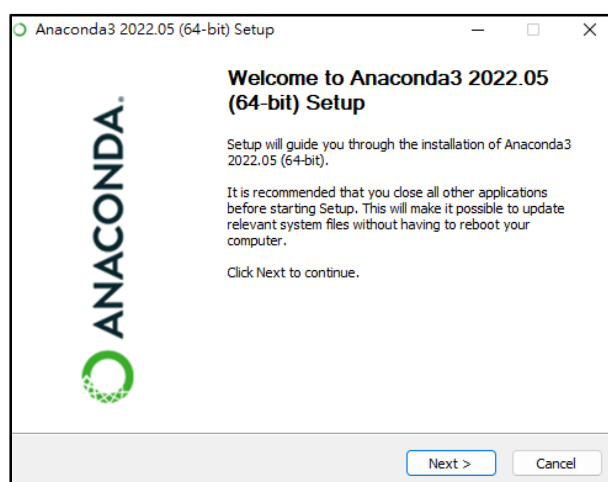 Anaconda3 2022.05 (64-bit) Setup
Welcome to Anaconda3 2022.05
(64-bit) Setup
Setup will guide you through the installation of Anaconda3
2022.05 (64-bit).
It is recommended that you close all other applications
before starting Setup. This will make it possible to update
relevant system files without having to reboot your
computer.
Click Next to continue.
ANACONDA.
Next >
Cancel